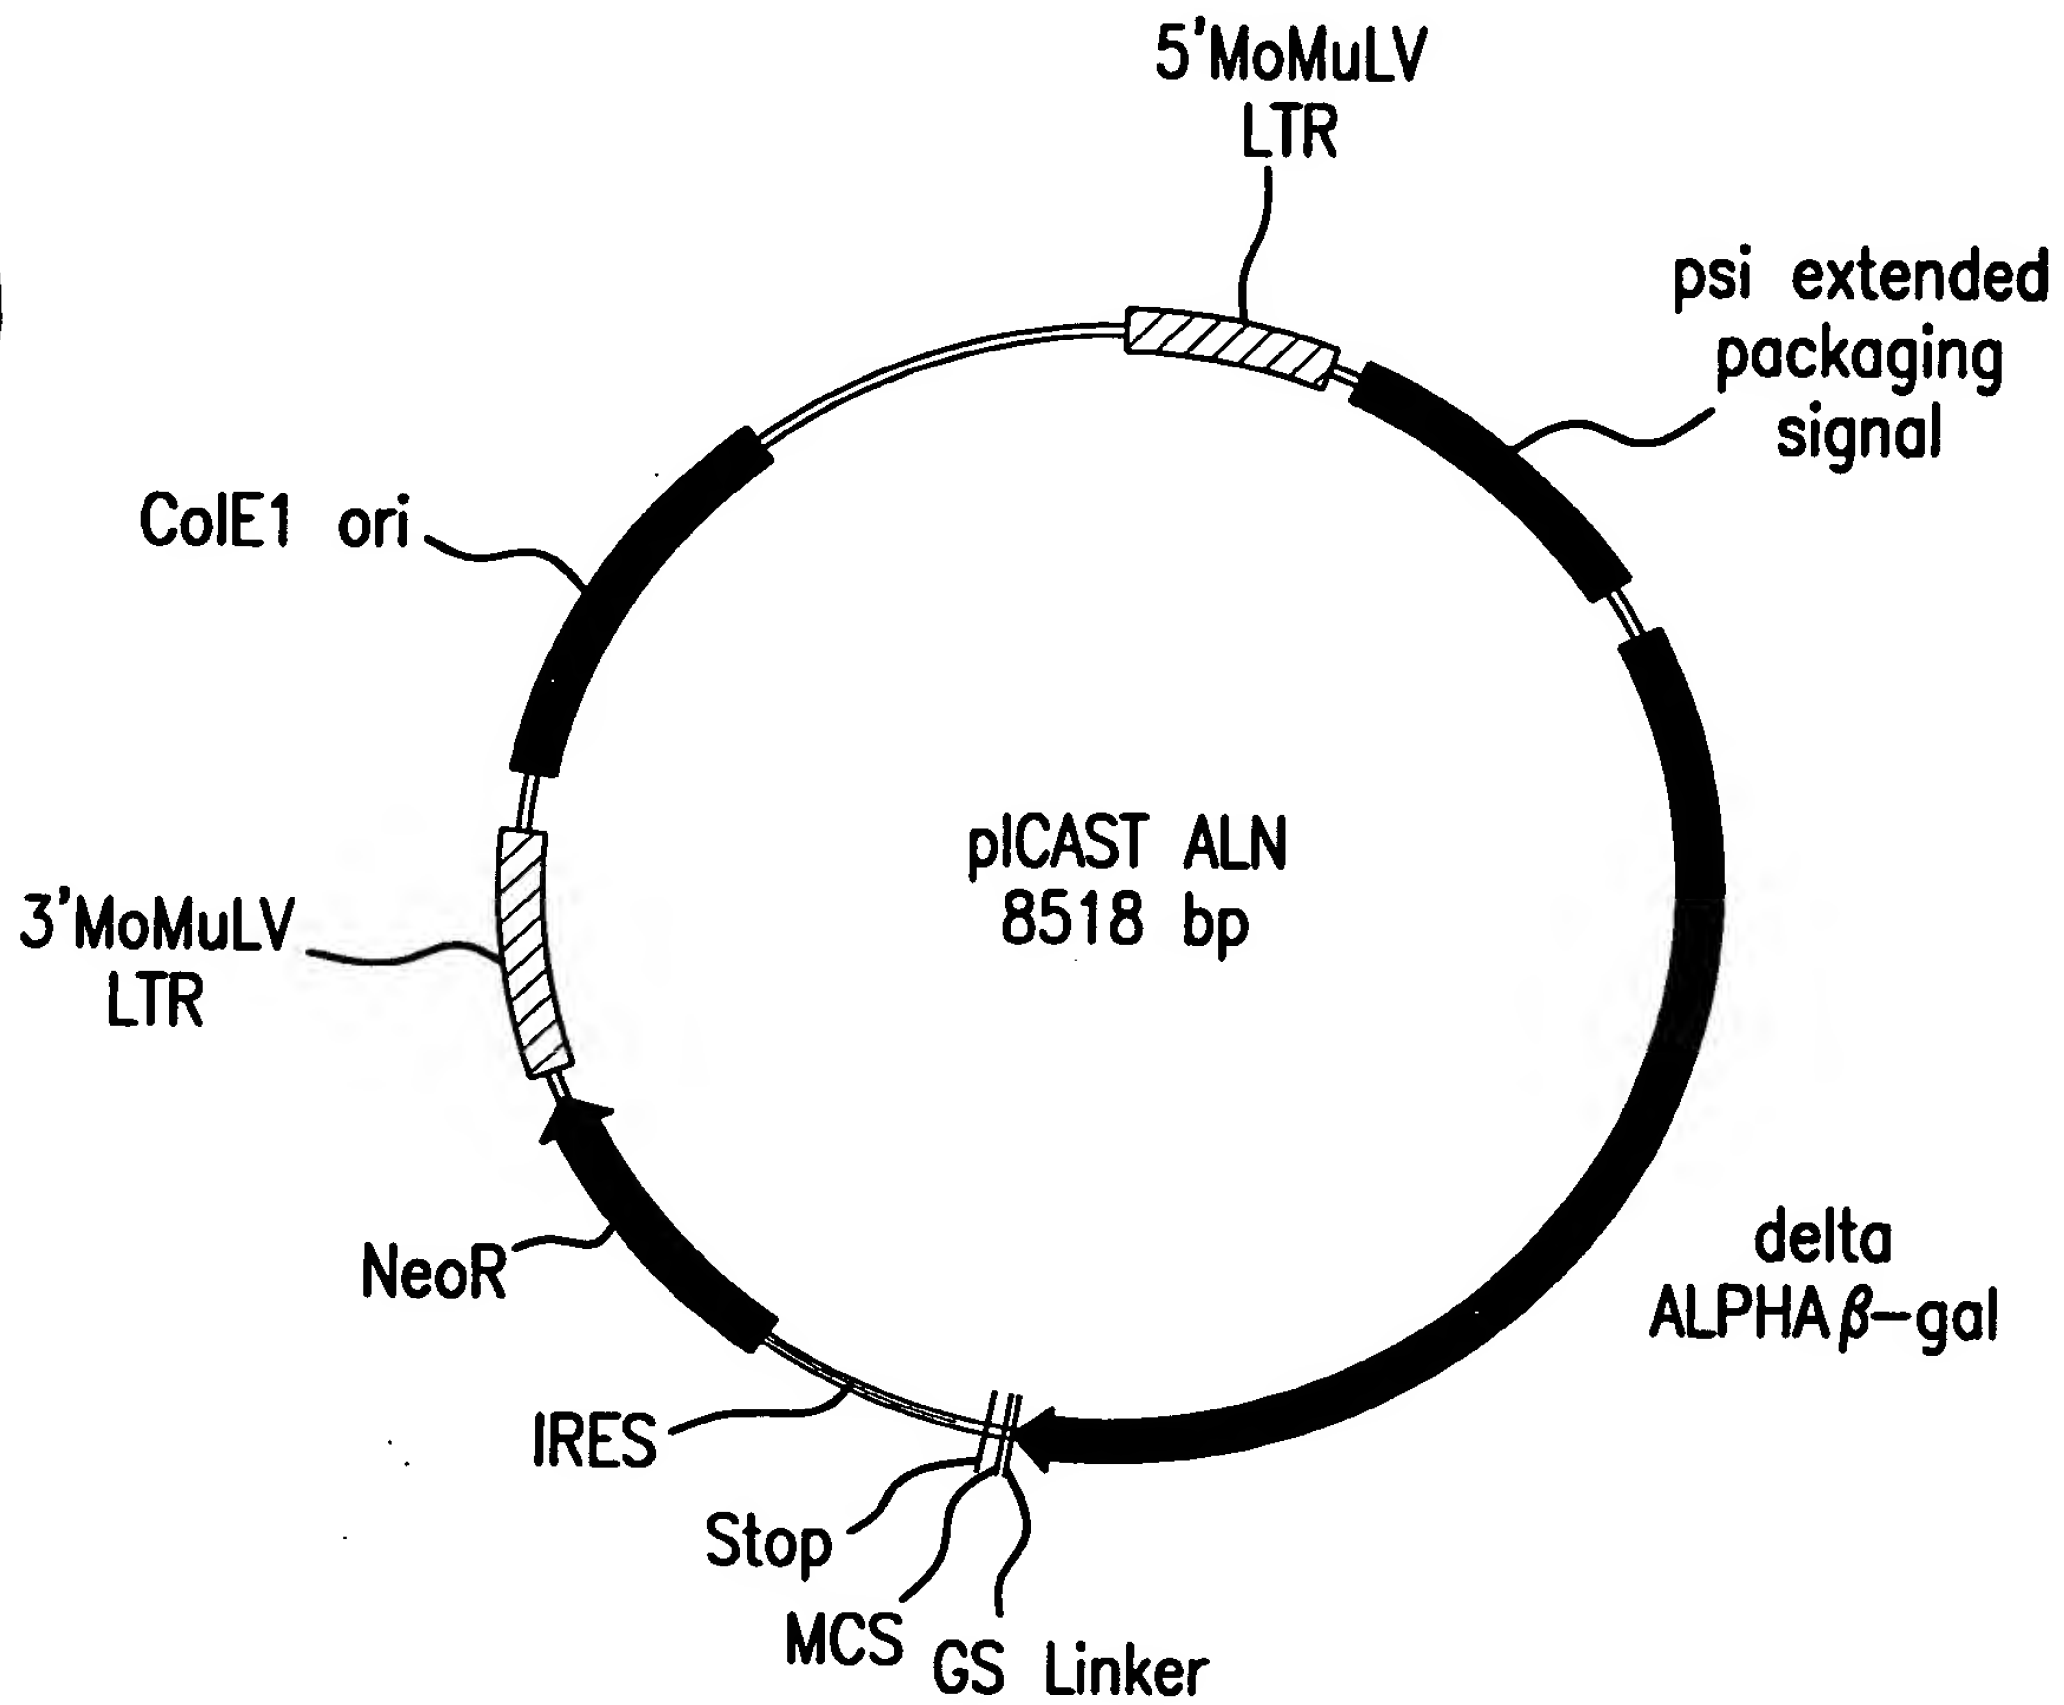 5'MoMuLV
LTR
psi extended
packaging
signal
ColE1 ori
pICAST ALN
8518 bp
3'MoMuLV
LTR
delta
ALPHA β-gal
NeoR
IRES
Stop
MCS
GS Linker